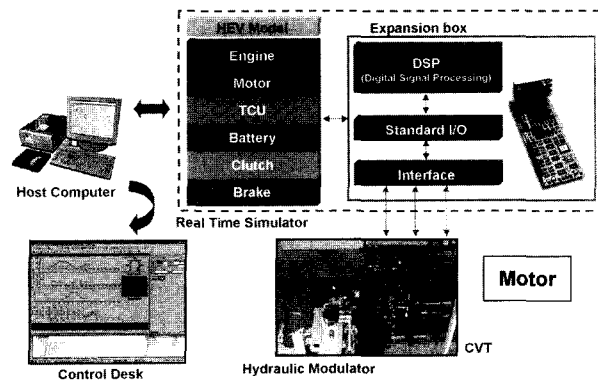 HEV Model
Engine
Motor
TCU
Battery
Clutch
Brake
Expansion box
DSP
(Digital Signal Processing)
Standard I/O
Interface
Host Computer
Real Time Simulator
Control Desk
Hydraulic Modulator
CVT
Motor